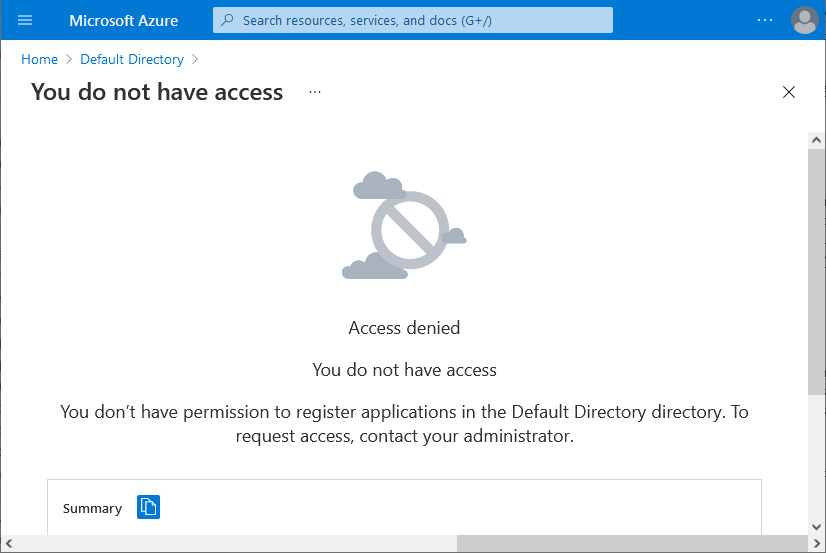 Microsoft Azure
Search resources, services, and docs (G+/)
Home > Default Directory >
You do not have access
Access denied
You do not have access
You don’t have permission to register applications in the Default Directory directory. To
request access, contact your administrator.
Summary